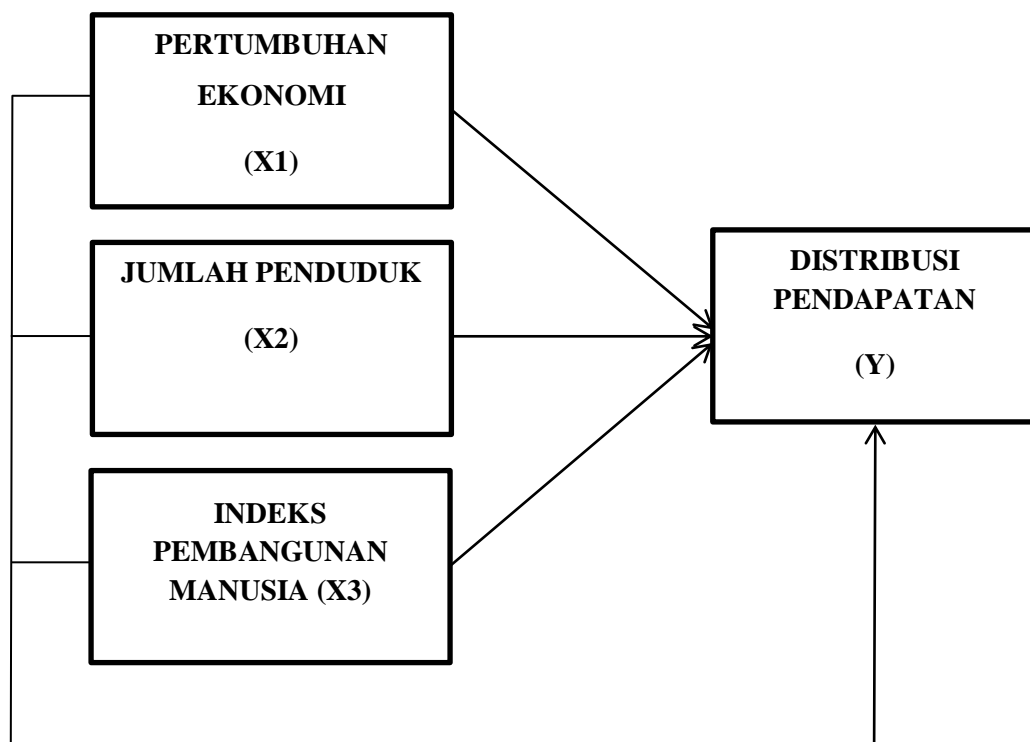 PERTUMBUHAN
EKONOMI
(X1)
JUMLAH PENDUDUK
(X2)
INDEKS
PEMBANGUNAN
MANUSIA (X3)
DISTRIBUSI
PENDAPATAN
(Y)